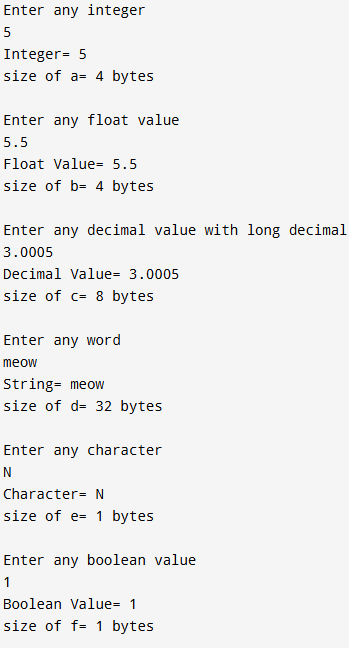 Enter any integer
5
Integer= 5
size of a= 4 bytes
Enter any float value
5.5
Float Value= 5.5
size of b= 4 bytes
Enter any decimal value with long decimal
3.0005
Decimal Value= 3.0005
size of c= 8 bytes
Enter any word
meow
String= meow
size of d= 32 bytes
Enter any character
N
Character= N
size of e= 1 bytes
Enter any boolean value
1
Boolean Value= 1
size of f= 1 bytes